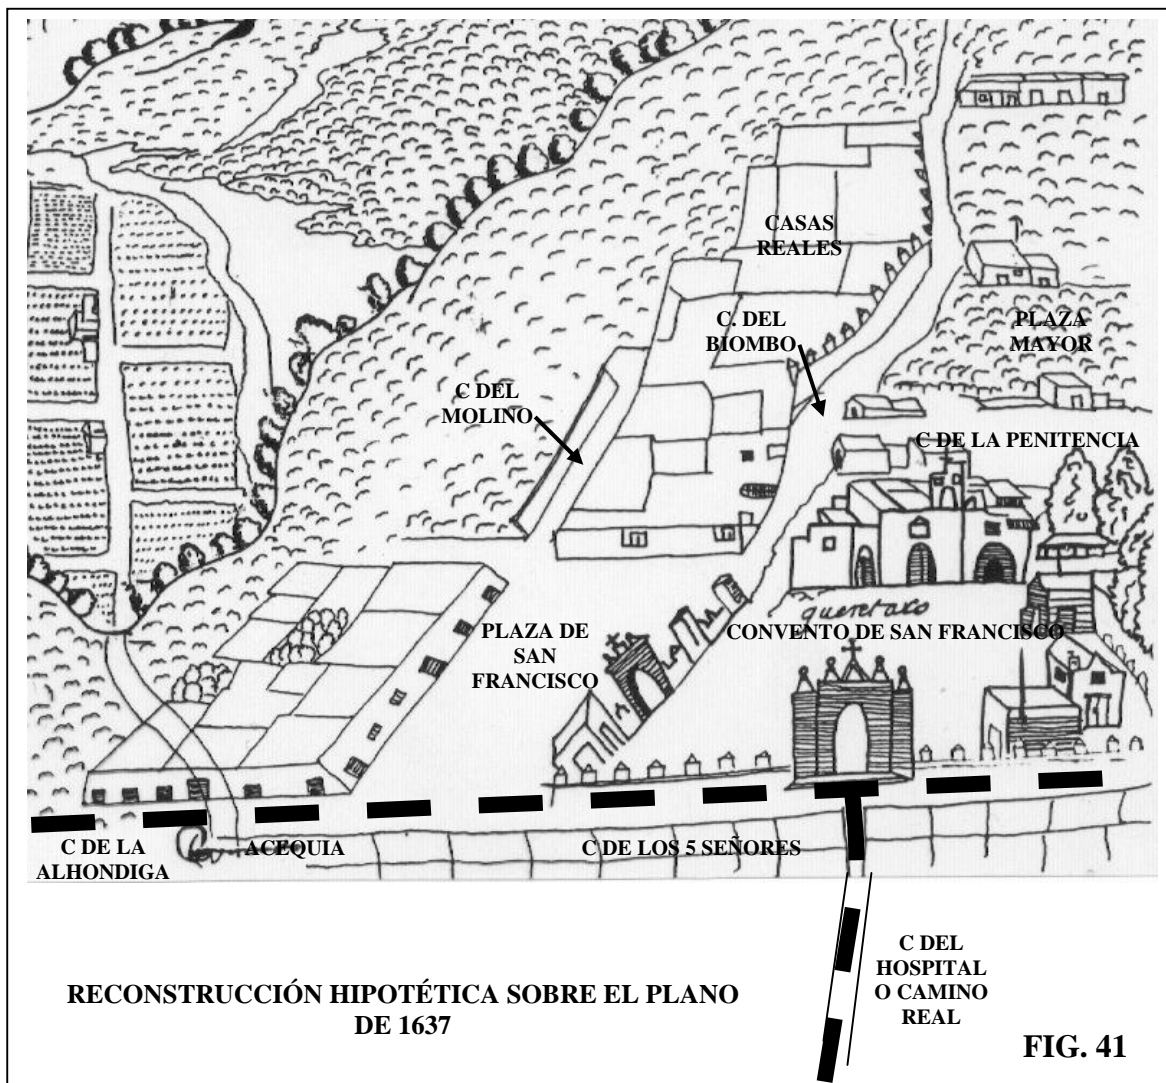 CASAS
REALES
C. DEL
BIOMBO
PLAZA
MAYOR
C DEL
MOLINO
C DE LA PENITENCIA
queretaro
PLAZA DE
SAN
FRANCISCO
CONVENTO DE SAN FRANCISCO
C DE LA
ALHONDIGA
ACEQUIA
C DE LOS 5 SEÑORES
C DEL
HOSPITAL
O CAMINO
REAL
RECONSTRUCCIÓN HIPOTÉTICA SOBRE EL PLANO
DE 1637
FIG. 41